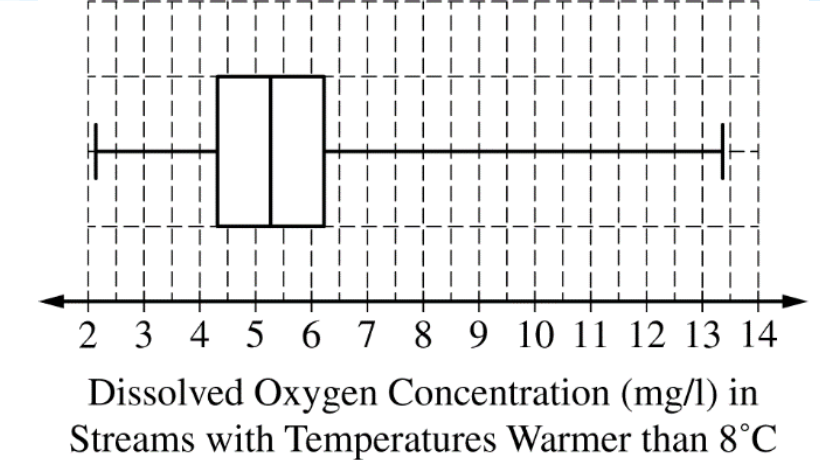 2 3 4 5 6 7 8 9 10 11 12 13 14
Dissolved Oxygen Concentration (mg/l) in
Streams with Temperatures Warmer than 8°C